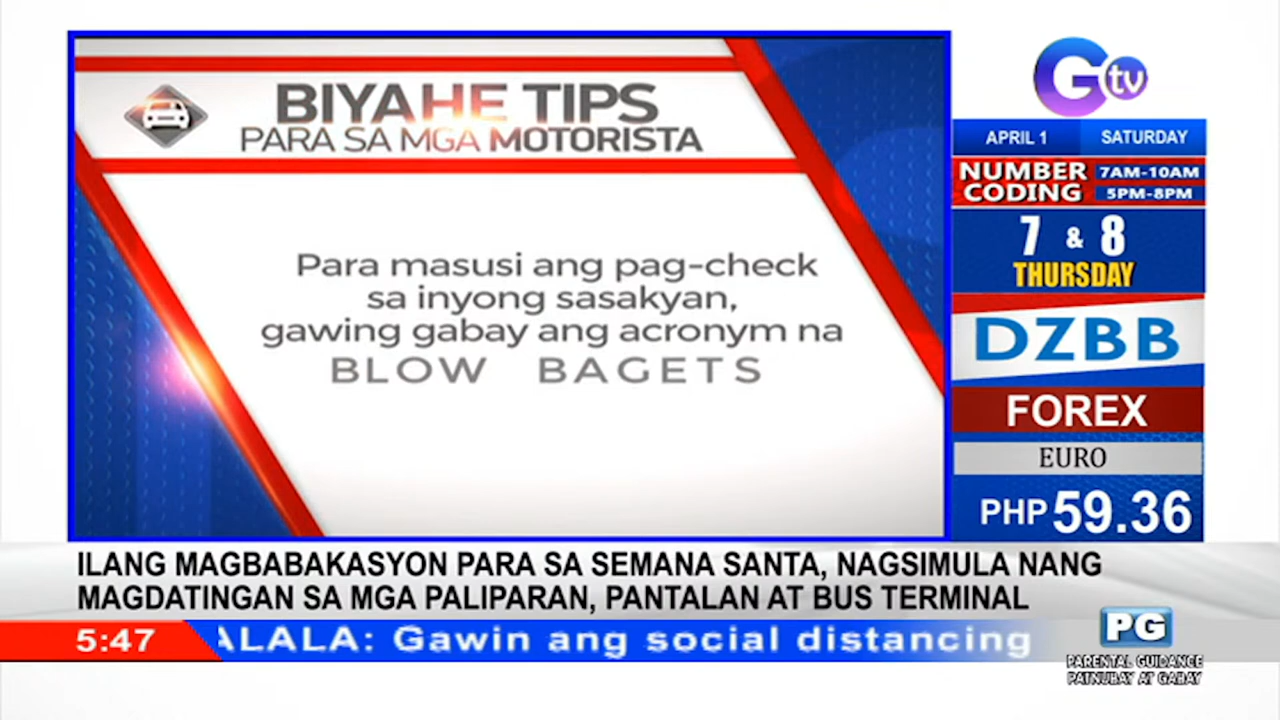 BIYAHE TIPS
PARA SA MGA MOTORISTA
Para masusi ang pag-check
sa inyong sasakyan,
gawing gabay ang acronym na
BLOW BAGETS
Gtv
APRIL 1 SATURDAY
NUMBER CODING 7AM-10AM 5PM-8PM
7 & 8
THURSDAY
DZBB
FOREX
EURO
PHP 59.36
ILANG MAGBABAKASYON PARA SA SEMANA SANTA, NAGSIMULA NANG
MAGDATINGAN SA MGA PALIPARAN, PANTALAN AT BUS TERMINAL
5:47 ALALA: Gawin ang social distancing
PG
PARENTAL GUIDANCE
PATNUBAY AT GABAY